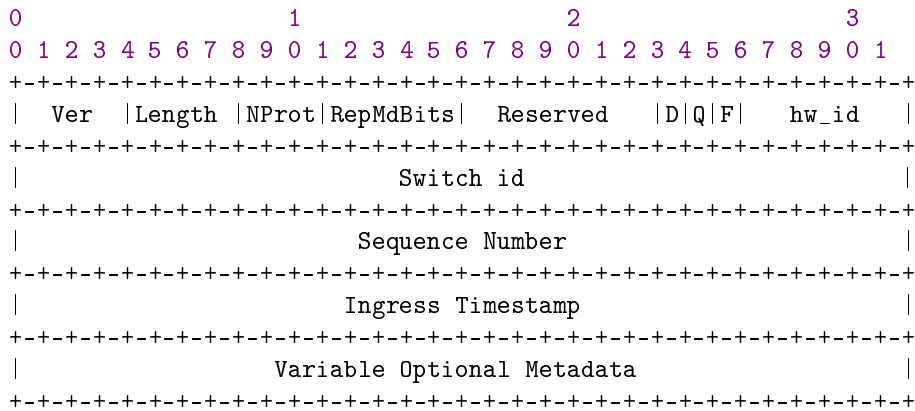 0                   1                   2                   3
0 1 2 3 4 5 6 7 8 9 0 1 2 3 4 5 6 7 8 9 0 1 2 3 4 5 6 7 8 9 0 1
+-+-+-+-+-+-+-+-+-+-+-+-+-+-+-+-+-+-+-+-+-+-+-+-+-+-+-+-+-+-+-+-+
|  Ver  |Length |NProt|RepMdBits|  Reserved   |D|Q|F|   hw_id   |
+-+-+-+-+-+-+-+-+-+-+-+-+-+-+-+-+-+-+-+-+-+-+-+-+-+-+-+-+-+-+-+-+
|                           Switch id                           |
+-+-+-+-+-+-+-+-+-+-+-+-+-+-+-+-+-+-+-+-+-+-+-+-+-+-+-+-+-+-+-+-+
|                        Sequence Number                        |
+-+-+-+-+-+-+-+-+-+-+-+-+-+-+-+-+-+-+-+-+-+-+-+-+-+-+-+-+-+-+-+-+
|                       Ingress Timestamp                       |
+-+-+-+-+-+-+-+-+-+-+-+-+-+-+-+-+-+-+-+-+-+-+-+-+-+-+-+-+-+-+-+-+
|                  Variable Optional Metadata                   |
+-+-+-+-+-+-+-+-+-+-+-+-+-+-+-+-+-+-+-+-+-+-+-+-+-+-+-+-+-+-+-+-+